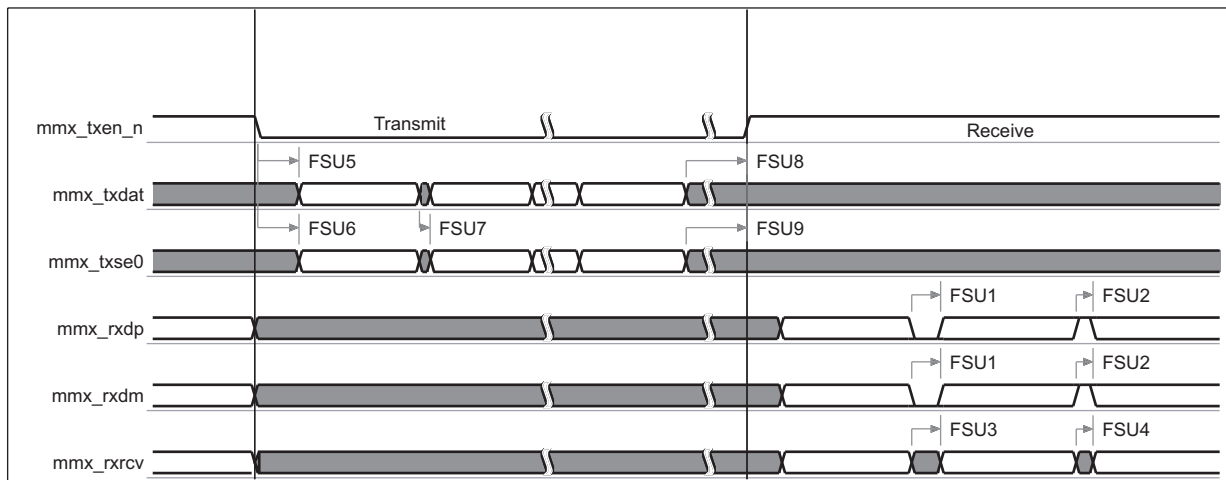 mmx_txen_n
Transmit
Receive
FSU5
FSU8
mmx_txdat
FSU6
FSU7
FSU9
mmx_txse0
FSU1
FSU2
mmx_rxdp
FSU1
FSU2
mmx_rxdm
FSU3
FSU4
mmx_rxrcv